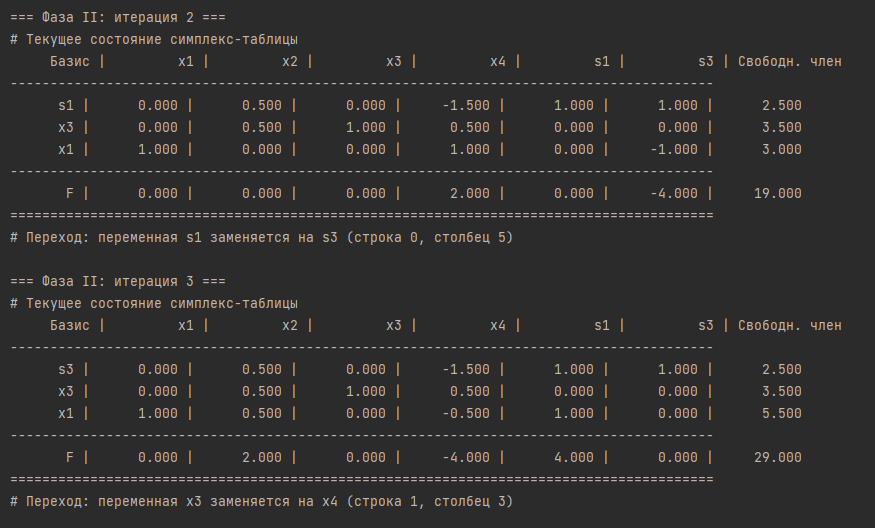 === Фаза II: итерация 2 ===
# Текущее состояние симплекс-таблицы
Базис | x1 | x2 | x3 | x4 | s1 | s3 | Свободн. член
----------------------------------------------------------------------------------------
s1 | 0.000 | 0.500 | 0.000 | -1.500 | 1.000 | 1.000 | 2.500
x3 | 0.000 | 0.500 | 1.000 | 0.500 | 0.000 | 0.000 | 3.500
x1 | 1.000 | 0.000 | 0.000 | 1.000 | 0.000 | -1.000 | 3.000
----------------------------------------------------------------------------------------
F | 0.000 | 0.000 | 0.000 | 2.000 | 0.000 | -4.000 | 19.000
========================================================================================
# Переход: переменная s1 заменяется на s3 (строка 0, столбец 5)
=== Фаза II: итерация 3 ===
# Текущее состояние симплекс-таблицы
Базис | x1 | x2 | x3 | x4 | s1 | s3 | Свободн. член
----------------------------------------------------------------------------------------
s3 | 0.000 | 0.500 | 0.000 | -1.500 | 1.000 | 1.000 | 2.500
x3 | 0.000 | 0.500 | 1.000 | 0.500 | 0.000 | 0.000 | 3.500
x1 | 1.000 | 0.500 | 0.000 | -0.500 | 1.000 | 0.000 | 5.500
----------------------------------------------------------------------------------------
F | 0.000 | 2.000 | 0.000 | -4.000 | 4.000 | 0.000 | 29.000
========================================================================================
# Переход: переменная x3 заменяется на x4 (строка 1, столбец 3)